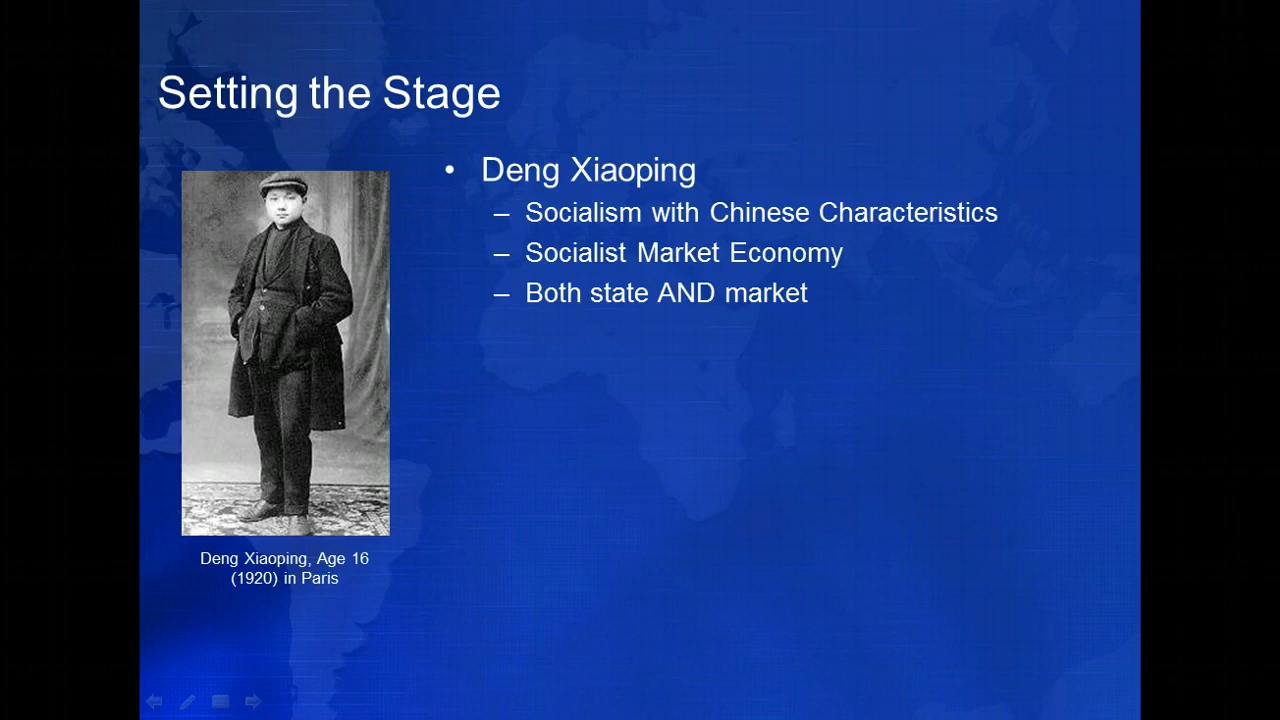 Setting the Stage
• Deng Xiaoping
– Socialism with Chinese Characteristics
– Socialist Market Economy
– Both state AND market
Deng Xiaoping, Age 16
(1920) in Paris